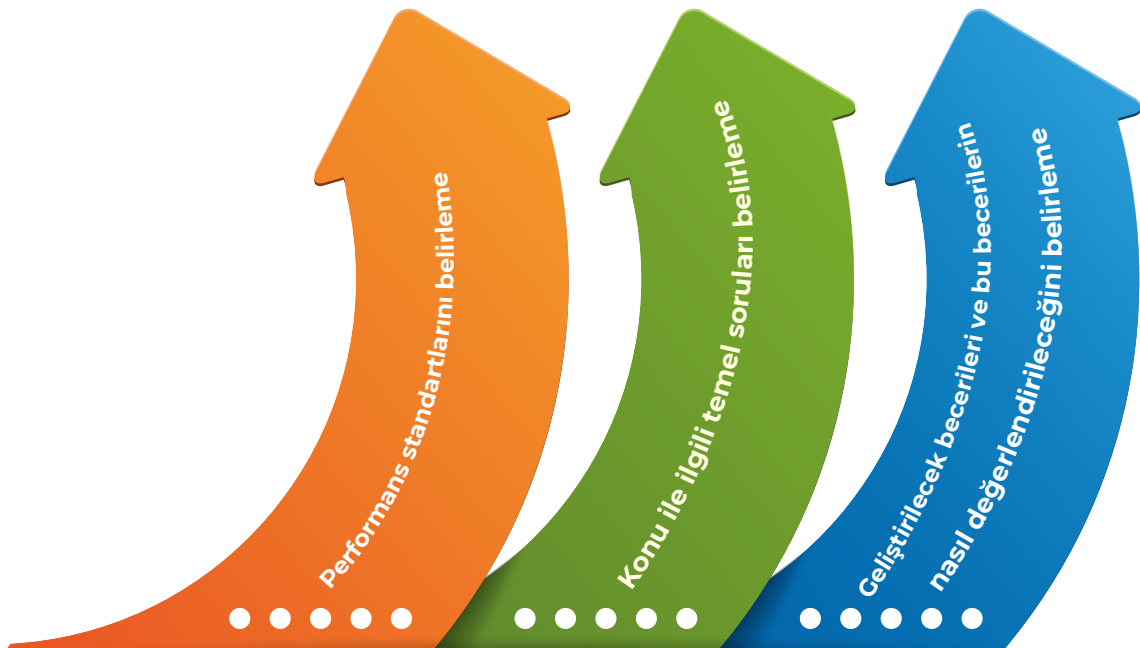 Performans standartlarını belirleme
Konu ile ilgili temel soruları belirleme
Geliştirilecek becerileri ve bu becerilerin
nasıl değerlendirileceğini belirleme